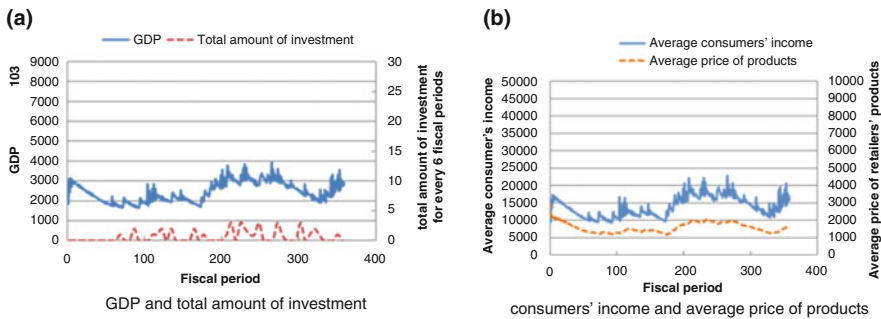 (a)
GDP Total amount of investment
103
GDP
9000
8000
7000
6000
5000
4000
3000
2000
1000
0
30
25
20
15
10
5
0
total amount of investment
for every 6 fiscal periods
0 100 200 300 400
Fiscal period
GDP and total amount of investment
(b)
Average consumers' income
Average price of products
Average consumer's income
50000
45000
40000
35000
30000
25000
20000
15000
10000
5000
0
10000
9000
8000
7000
6000
5000
4000
3000
2000
1000
0
Average price of retailers' products
0 100 200 300 400
Fiscal period
consumers' income and average price of products